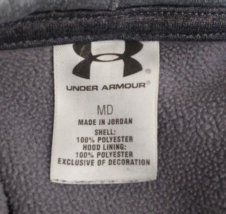 UNDER ARMOUR®
MD
MADE IN JORDAN
SHELL:
100% POLYESTER
HOOD LINING:
100% POLYESTER
EXCLUSIVE OF DECORATION